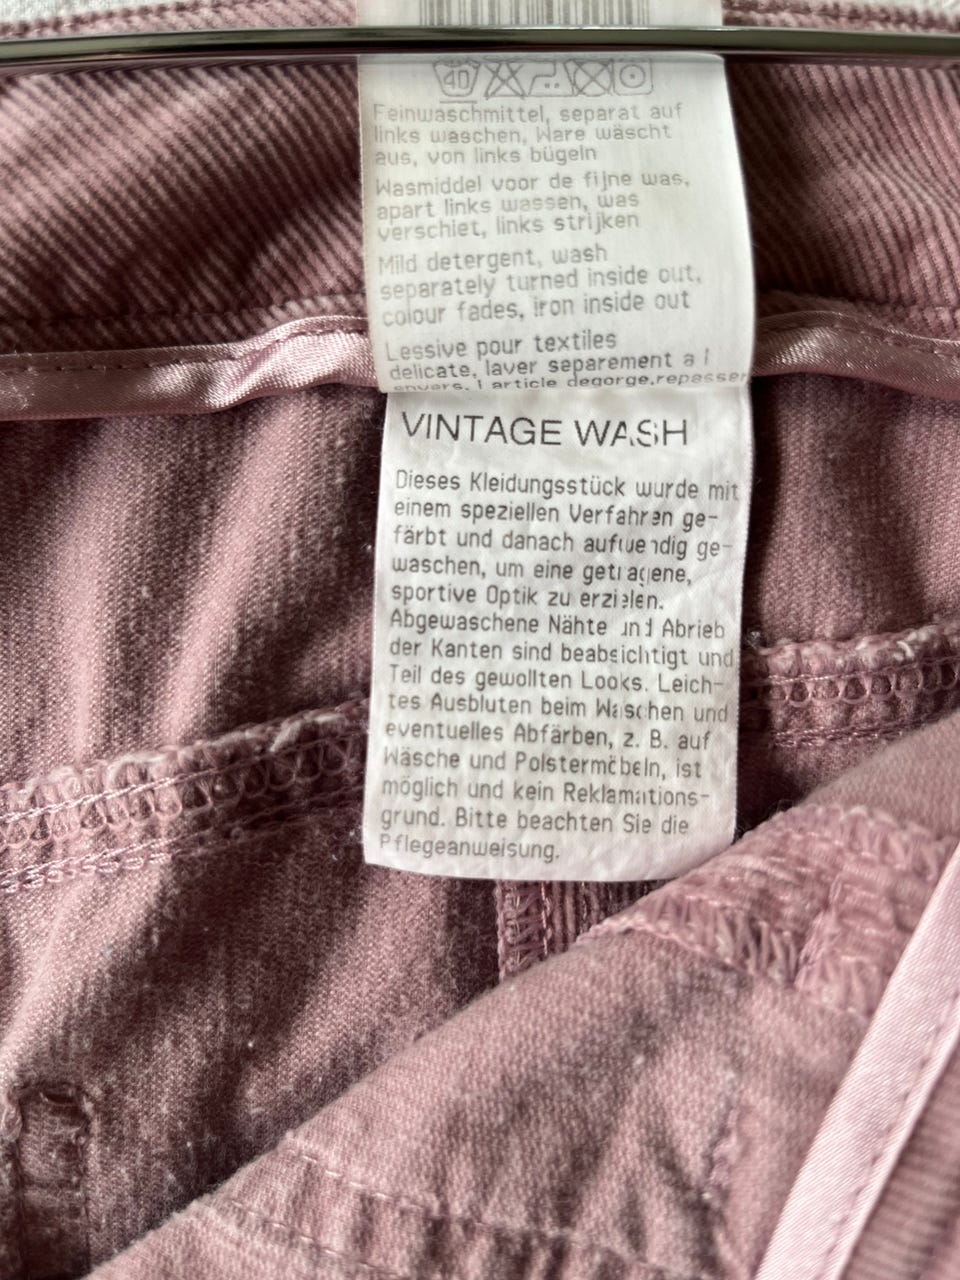 40
Feinwaschmittel, separat auf
links waschen, Ware wäscht
aus, von links bügeln
Wasmiddel voor de fijne was,
apart links wassen, was
verschiet, links strijken
Mild detergent, wash
separately turned inside out,
colour fades, iron inside out
Lessive pour textiles
delicate, laver separement a l
envers, l article degorge,repasser
VINTAGE WASH
Dieses Kleidungsstück wurde mit
einem speziellen Verfahren ge-
färbt und danach aufwendig ge-
waschen, um eine getragene,
sportive Optik zu erzielen.
Abgewaschene Nähte und Abrieb
der Kanten sind beabsichtigt und
Teil des gewollten Looks. Leich-
tes Ausbluten beim Waschen und
eventuelles Abfärben, z. B. auf
Wäsche und Polstermöbeln, ist
möglich und kein Reklamations-
grund. Bitte beachten Sie die
Pflegeanweisung.